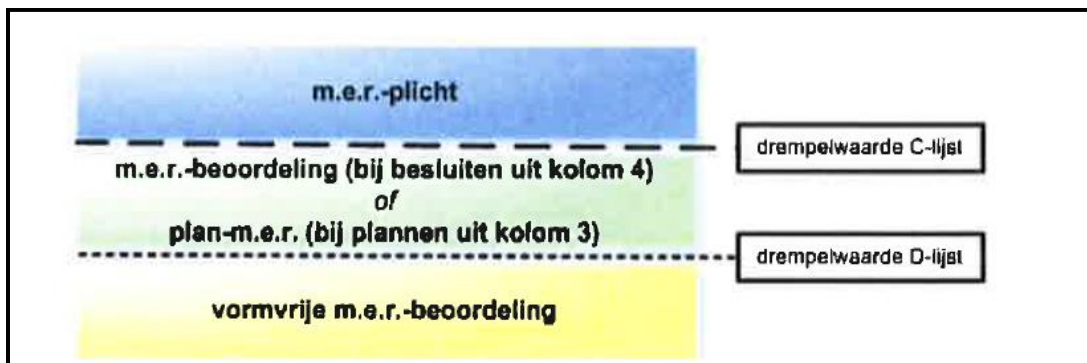 m.e.r.-plicht
drempelwaarde C-lijst
m.e.r.-beoordeling (bij besluiten uit kolom 4)
of
plan-m.e.r. (bij plannen uit kolom 3)
drempelwaarde D-lijst
vormvrije m.e.r.-beoordeling